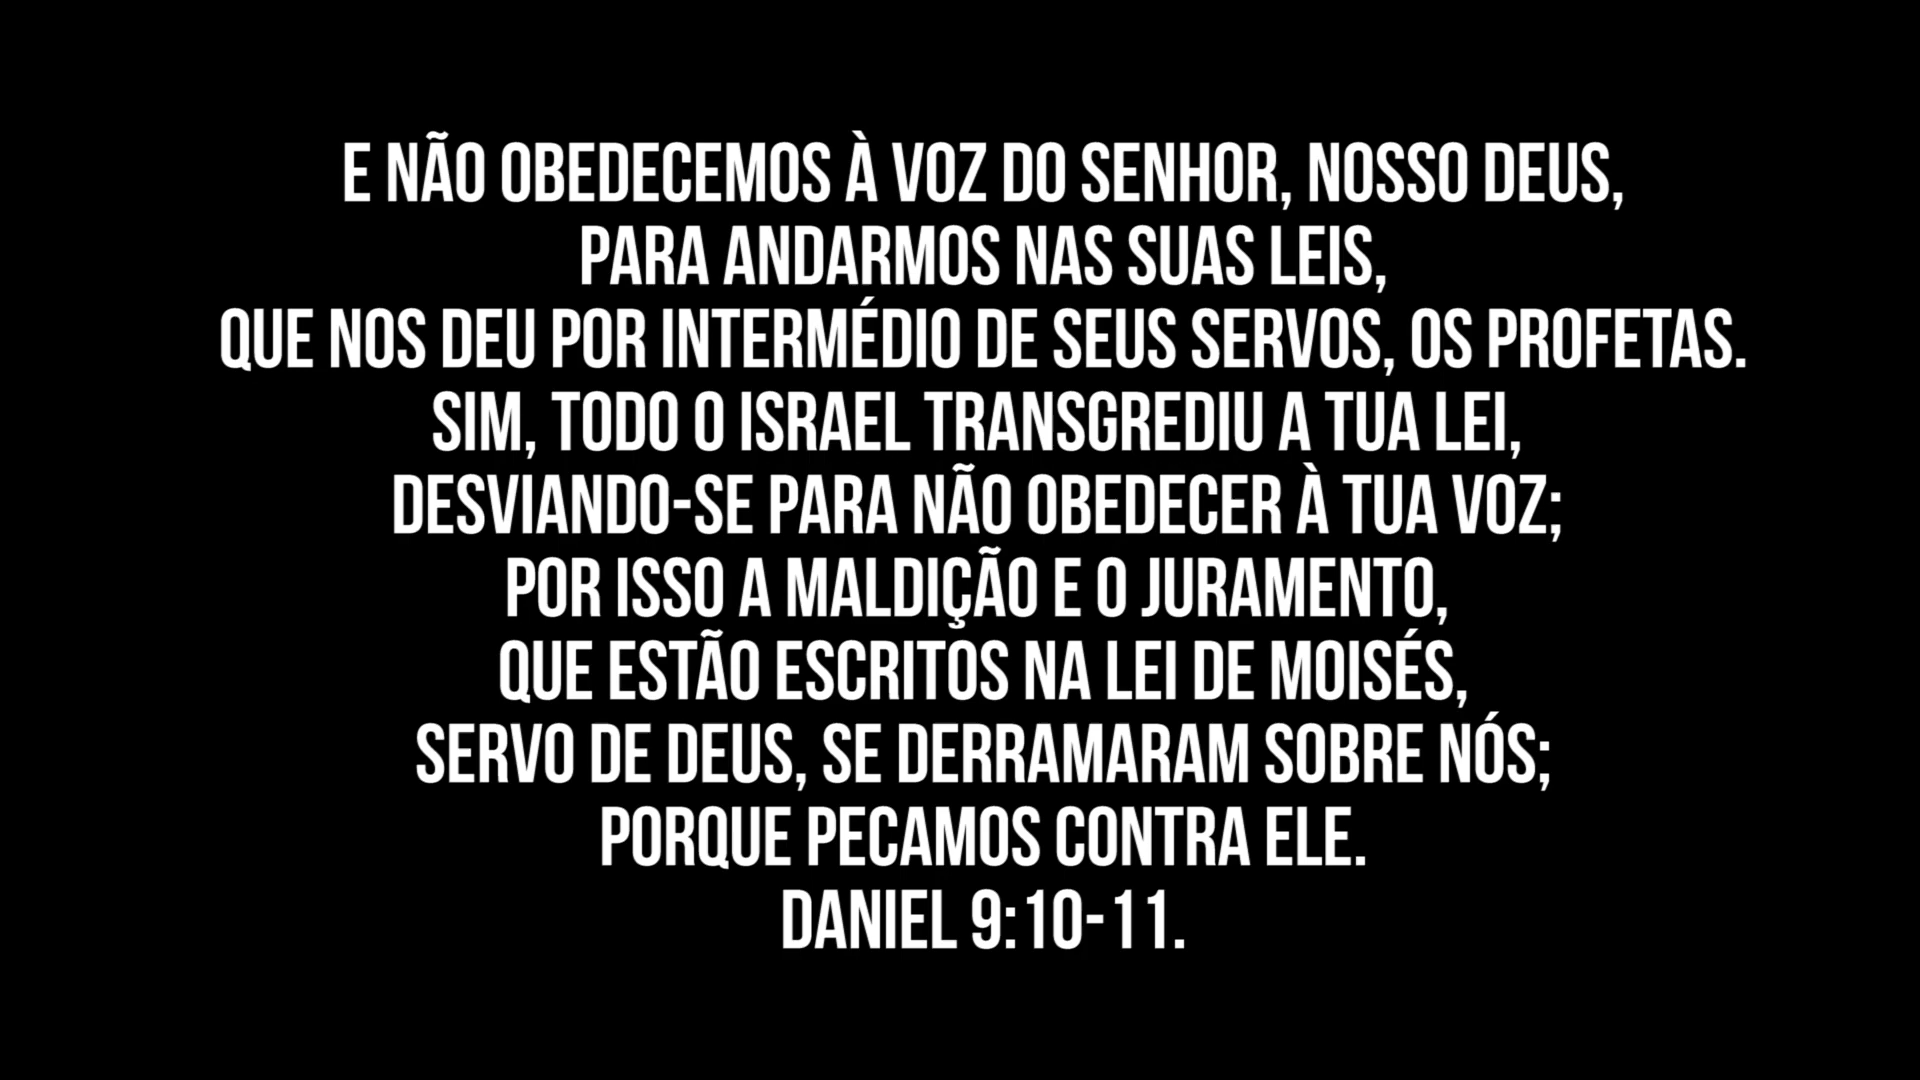 E NÃO OBEDECEMOS À VOZ DO SENHOR, NOSSO DEUS,
PARA ANDARMOS NAS SUAS LEIS,
QUE NOS DEU POR INTERMÉDIO DE SEUS SERVOS, OS PROFETAS.
SIM, TODO O ISRAEL TRANSGREDIU A TUA LEI,
DESVIANDO-SE PARA NÃO OBEDECER À TUA VOZ;
POR ISSO A MALDIÇÃO E O JURAMENTO,
QUE ESTÃO ESCRITOS NA LEI DE MOISÉS,
SERVO DE DEUS, SE DERRAMARAM SOBRE NÓS;
PORQUE PECAMOS CONTRA ELE.
DANIEL 9:10-11.